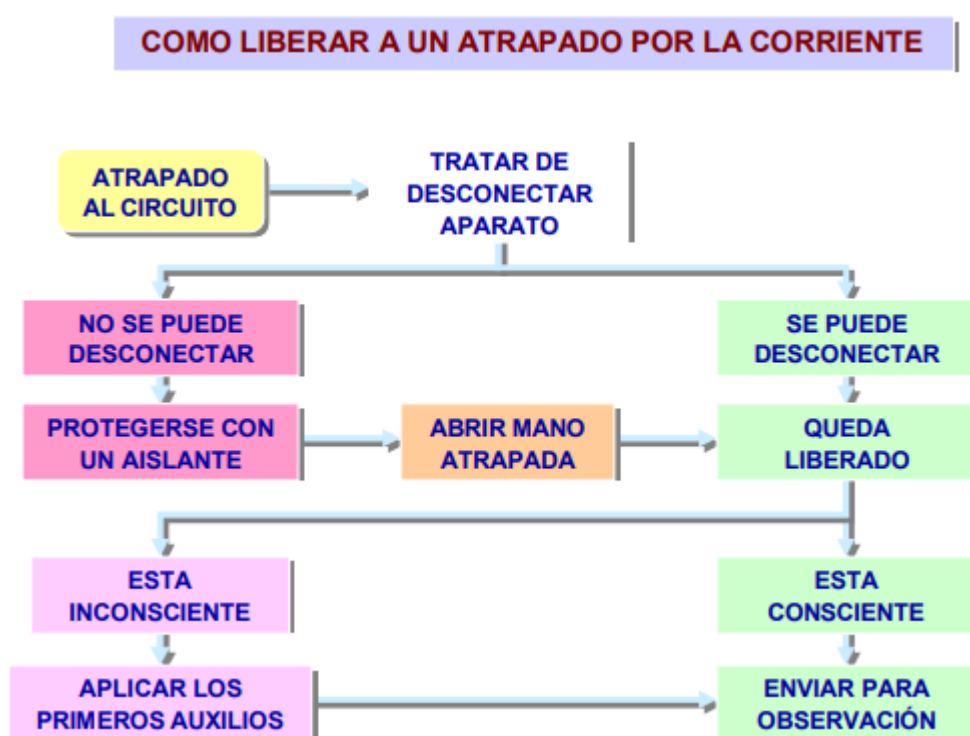 COMO LIBERAR A UN ATRAPADO POR LA CORRIENTE
ATRAPADO
AL CIRCUITO
TRATAR DE
DESCONECTAR
APARATO
NO SE PUEDE
DESCONECTAR
SE PUEDE
DESCONECTAR
PROTEGERSE CON
UN AISLANTE
ABRIR MANO
ATRAPADA
QUEDA
LIBERADO
ESTA
INCONSCIENTE
ESTA
CONSCIENTE
APLICAR LOS
PRIMEROS AUXILIOS
ENVIAR PARA
OBSERVACIÓN